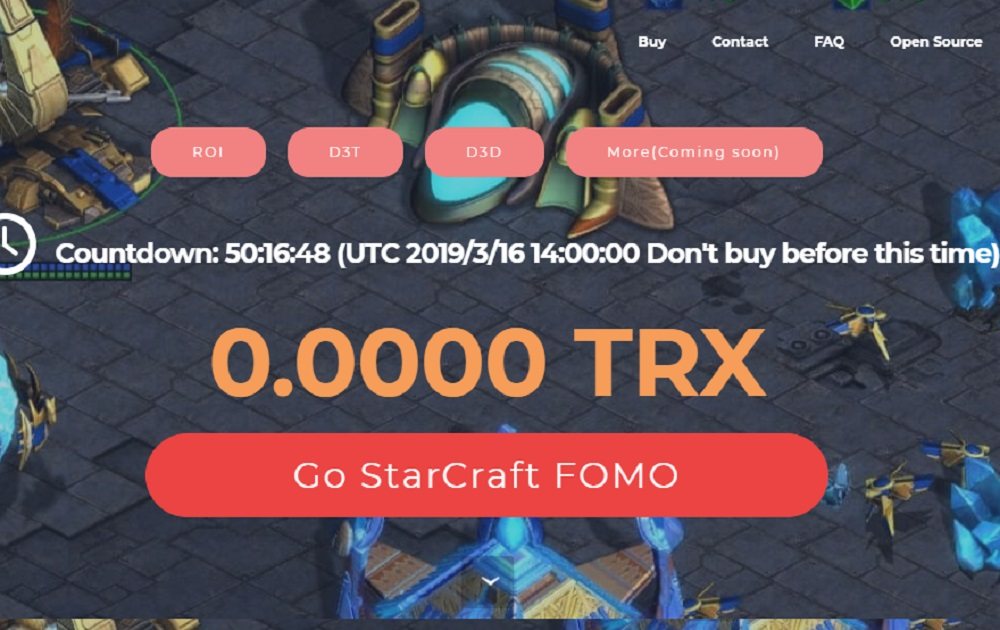 Buy Contact FAQ Open Source
ROI D3T D3D More(Coming soon)
Countdown: 50:16:48 (UTC 2019/3/16 14:00:00 Don't buy before this time)
0.0000 TRX
Go StarCraft FOMO